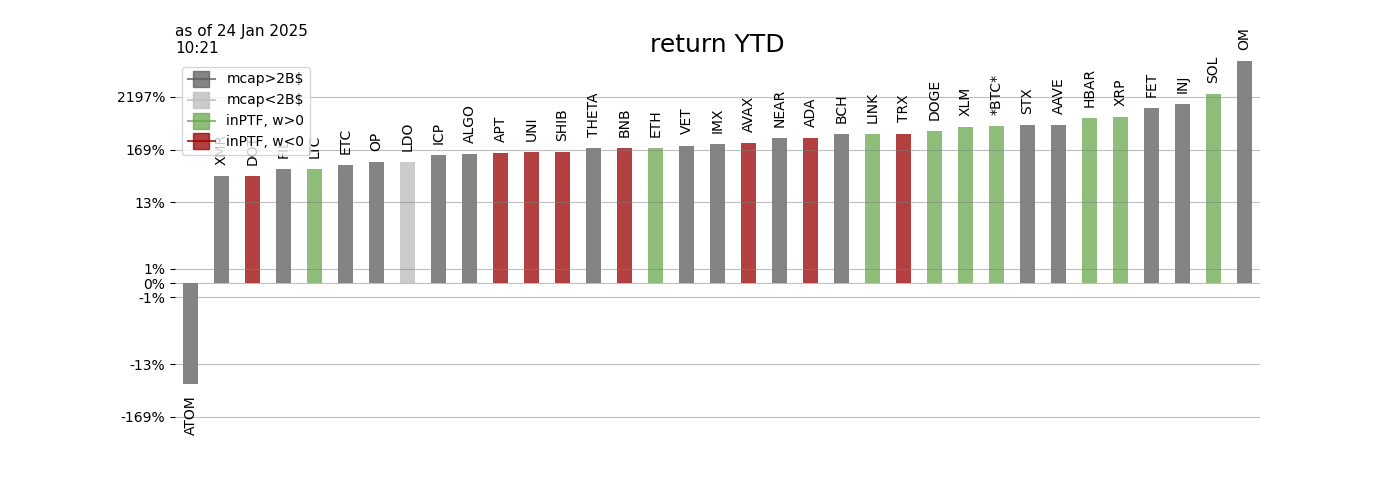 as of 24 Jan 2025
10:21
return YTD
mcap>2B$
mcap<2B$
inPTF, w>0
inPTF, w<0
2197%
169%
13%
1%
0%
-1%
-13%
-169%
ATOM
XMR
LTC
ETC
OP
LDO
ICP
ALGO
APT
UNI
SHIB
THETA
BNB
ETH
VET
IMX
AVAX
NEAR
ADA
BCH
LINK
TRX
DOGE
XLM
*BTC*
STX
AAVE
HBAR
XRP
FET
INJ
SOL
OM